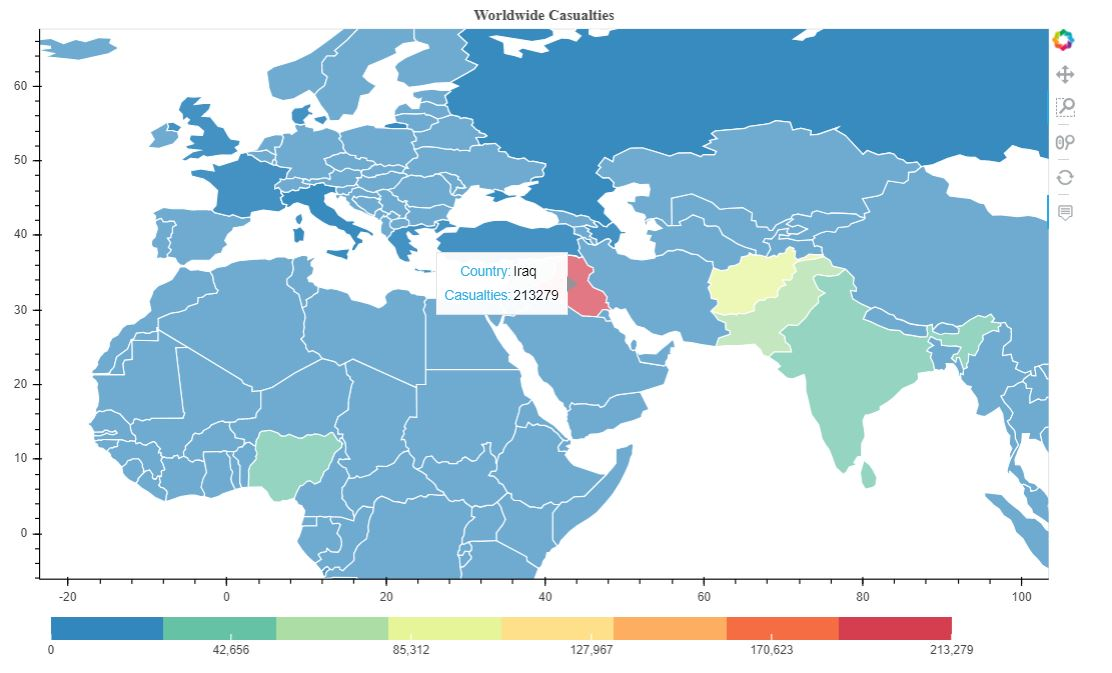 Worldwide Casualties
60
50
40
Country: Iraq
Casualties: 213279
30
20
10
0
-20 0 20 40 60 80 100
0 42,656 85,312 127,967 170,623 213,279